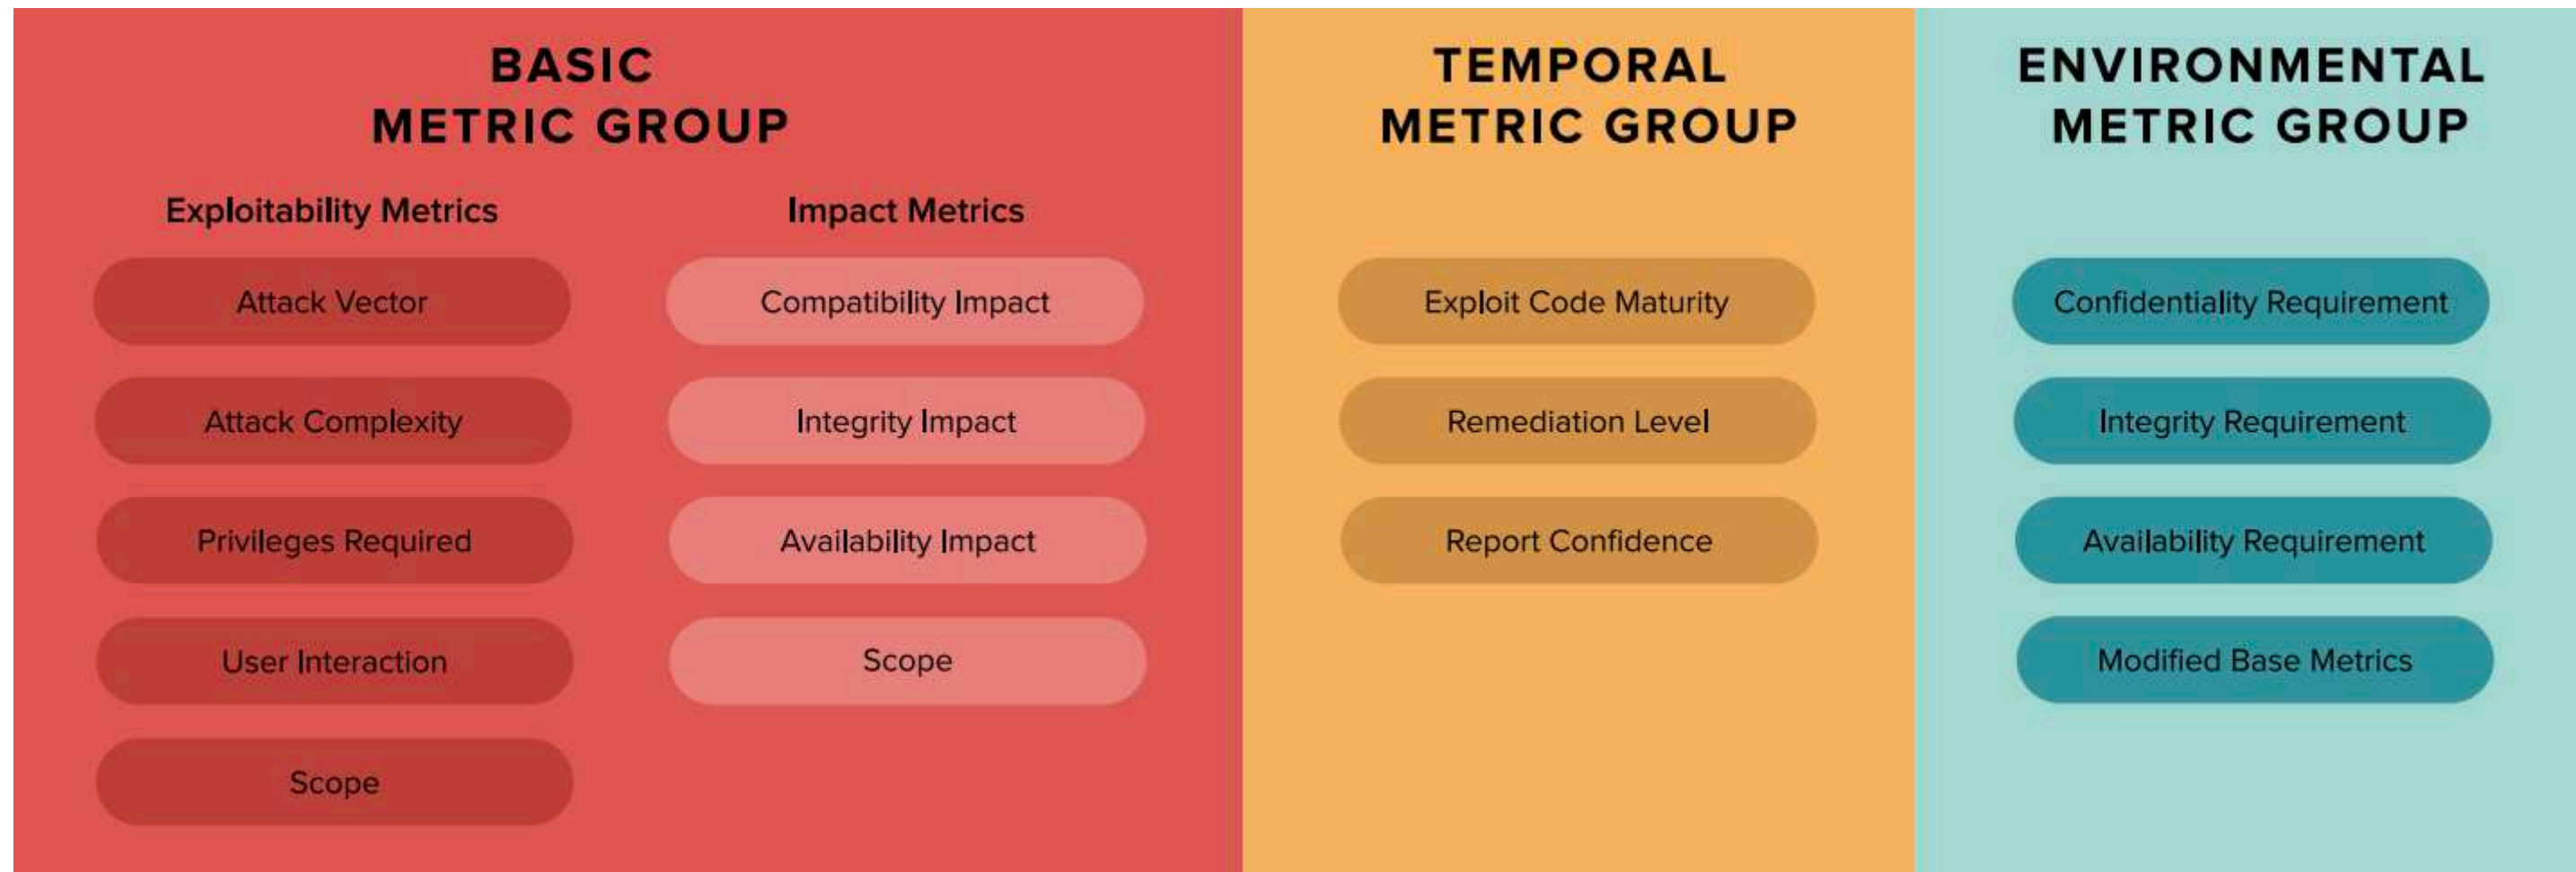 BASIC
METRIC GROUP
Exploitability Metrics
Attack Vector
Attack Complexity
Privileges Required
User Interaction
Scope
Impact Metrics
Compatibility Impact
Integrity Impact
Availability Impact
Scope
TEMPORAL
METRIC GROUP
Exploit Code Maturity
Remediation Level
Report Confidence
ENVIRONMENTAL
METRIC GROUP
Confidentiality Requirement
Integrity Requirement
Availability Requirement
Modified Base Metrics